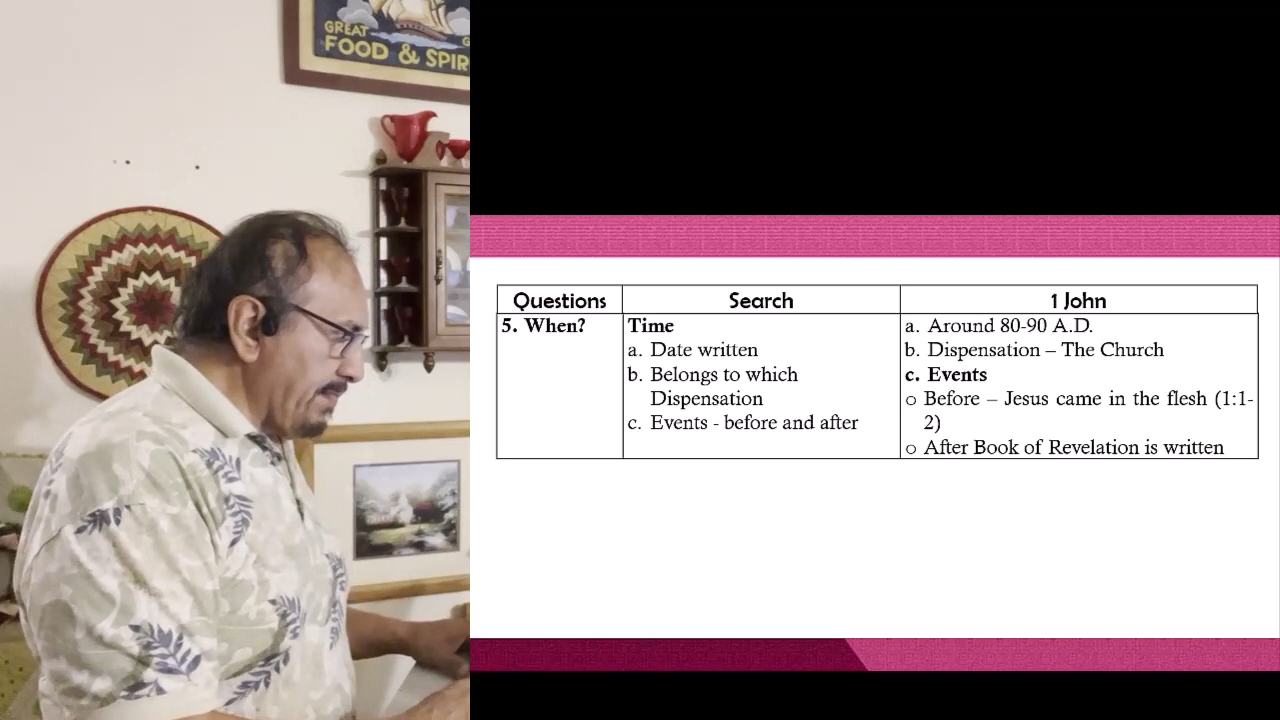 GREAT
FOOD & SPIR
Questions Search 1 John
5. When? Time a. Around 80-90 A.D.
a. Date written b. Dispensation – The Church
b. Belongs to which c. Events
Dispensation o Before – Jesus came in the flesh (1:1-
c. Events - before and after 2)
o After Book of Revelation is written